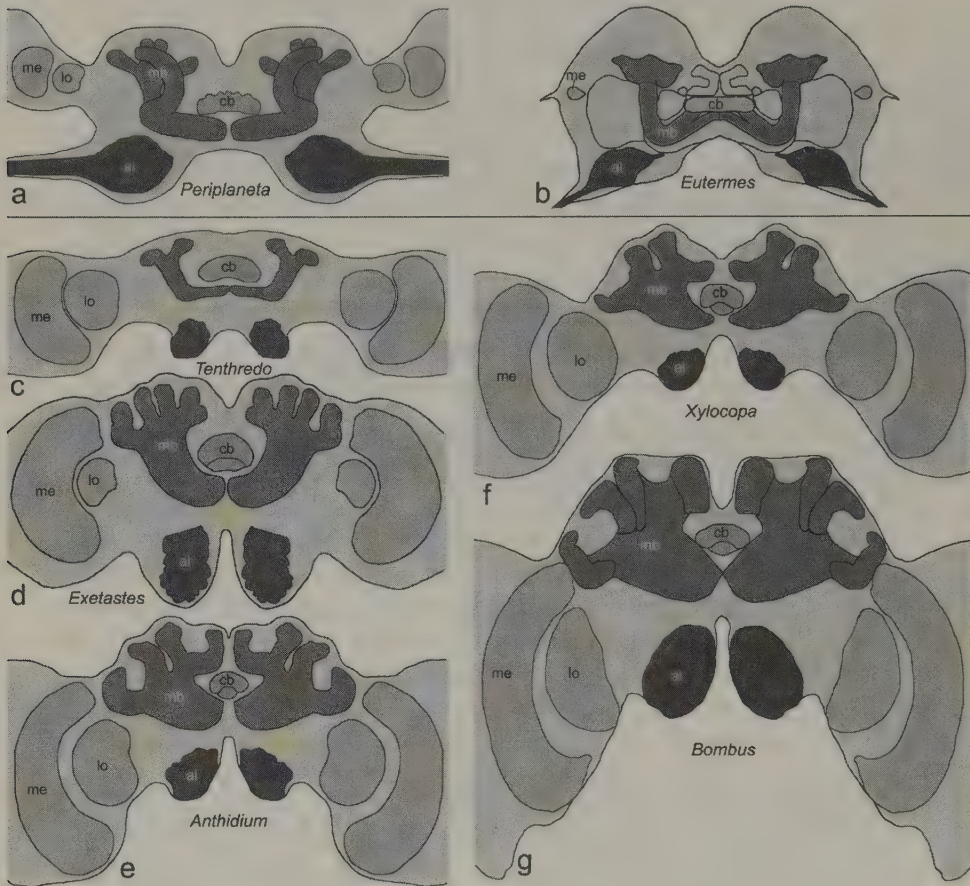 me
lo
mb
cb
al
a
Periplaneta
me
cb
mb
al
b
Eutermes
me
lo
cb
Tenthredo
c
me
lo
mb
cb
al
d
Exetastes
me
lo
mb
cb
al
Anthidium
e
me
lo
mb
cb
al
Xylocopa
f
me
lo
mb
cb
al
Bombus
g